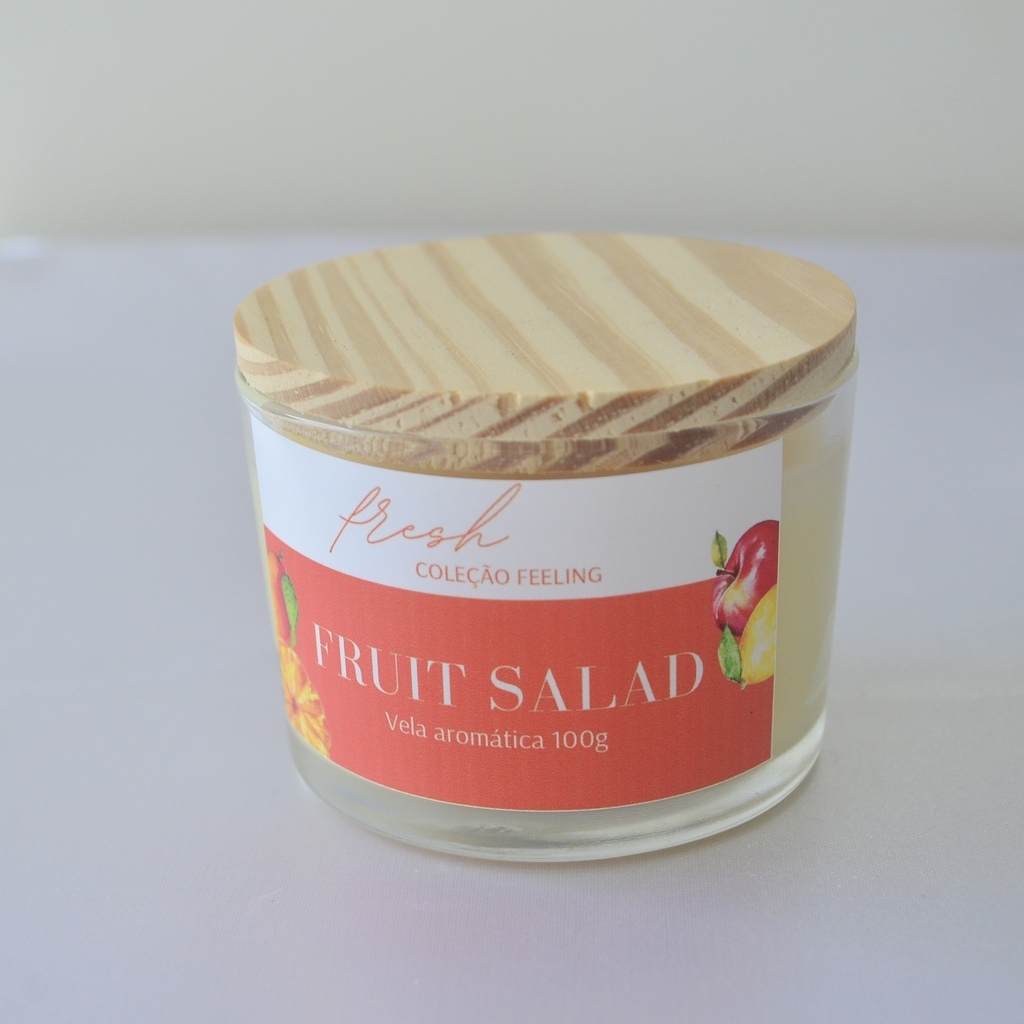 fresh
COLEÇÃO FEELING
FRUIT SALAD
Vela aromática 100g